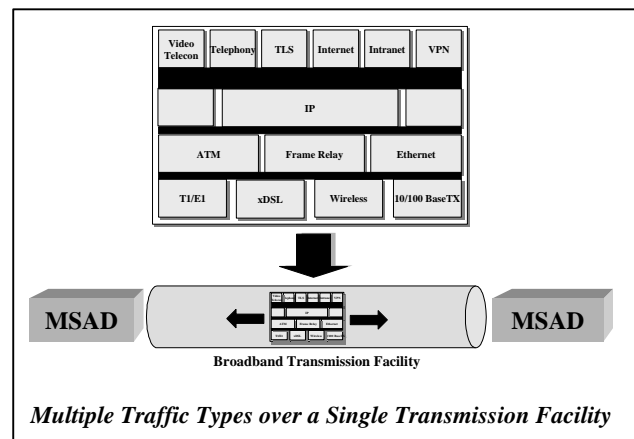 Video Telecon
Telephony
TLS
Internet
Intranet
VPN
IP
ATM
Frame Relay
Ethernet
T1/E1
xDSL
Wireless
10/100 BaseTX
MSAD
MSAD
Broadband Transmission Facility
Multiple Traffic Types over a Single Transmission Facility